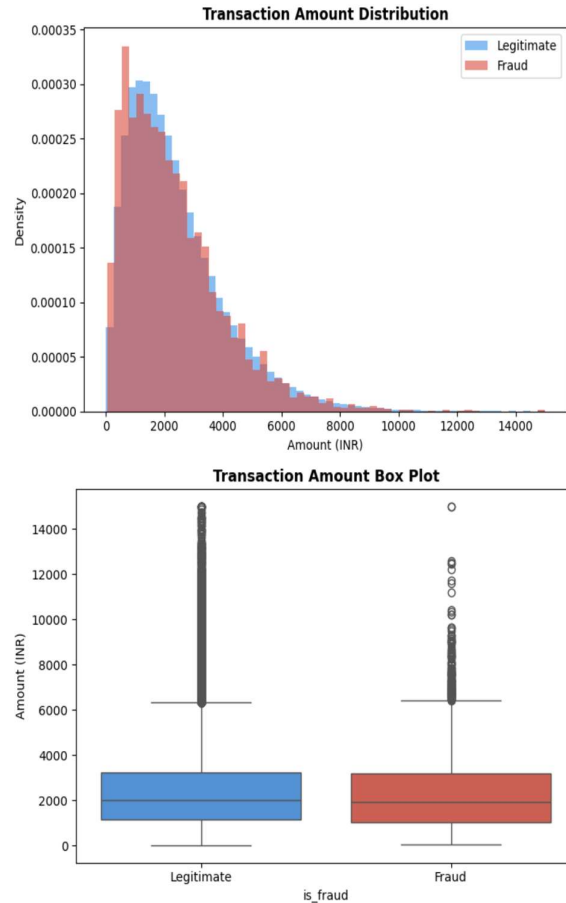 Transaction Amount Distribution
0.00035
0.00030
0.00025
0.00020
0.00015
0.00010
0.00005
0.00000
Density
Legitimate
Fraud
0 2000 4000 6000 8000 10000 12000 14000
Amount (INR)
Transaction Amount Box Plot
14000
12000
10000
8000
6000
4000
2000
0
Amount (INR)
Legitimate Fraud
is_fraud